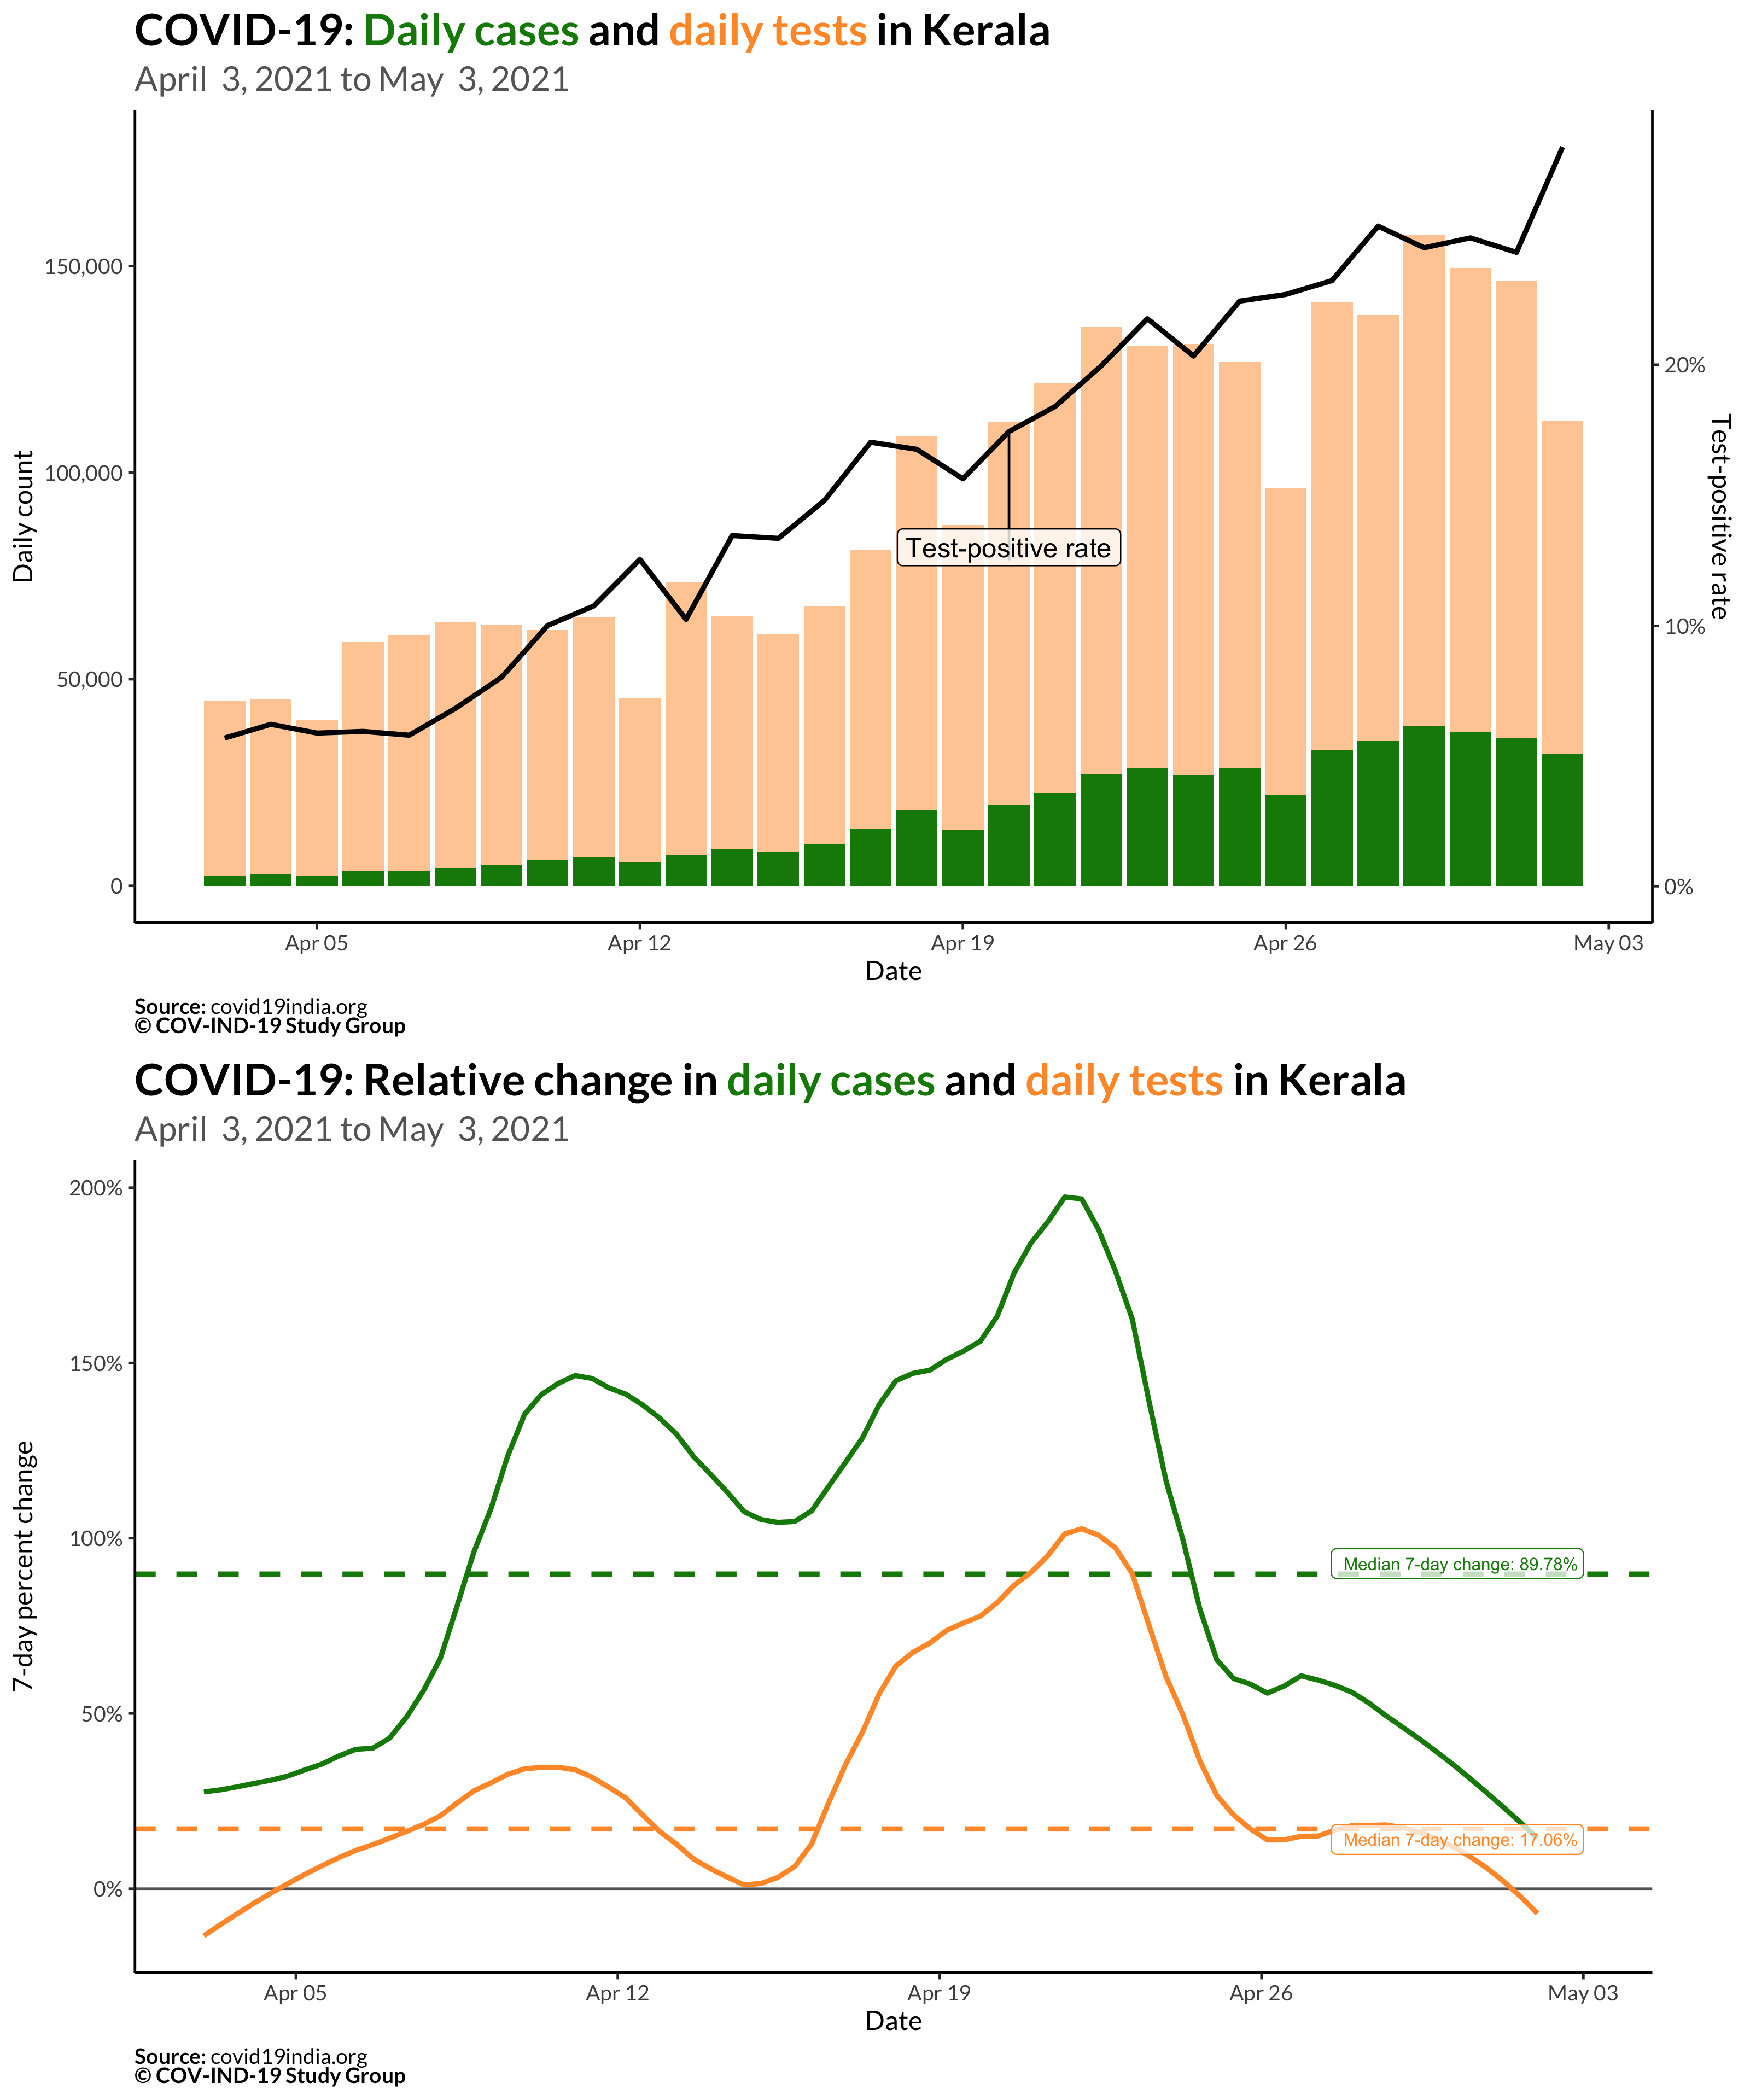 COVID-19: Daily cases and daily tests in Kerala
April 3, 2021 to May 3, 2021
Daily count
150,000
100,000
50,000
0
20%
10%
0%
Test-positive rate
Test-positive rate
Apr 05
Apr 12
Apr 19
Apr 26
May 03
Date
Source: covid19india.org
© COV-IND-19 Study Group
COVID-19: Relative change in daily cases and daily tests in Kerala
April 3, 2021 to May 3, 2021
7-day percent change
200%
150%
100%
50%
0%
Median 7-day change: 89.78%
Median 7-day change: 17.06%
Apr 05
Apr 12
Apr 19
Apr 26
May 03
Date
Source: covid19india.org
© COV-IND-19 Study Group